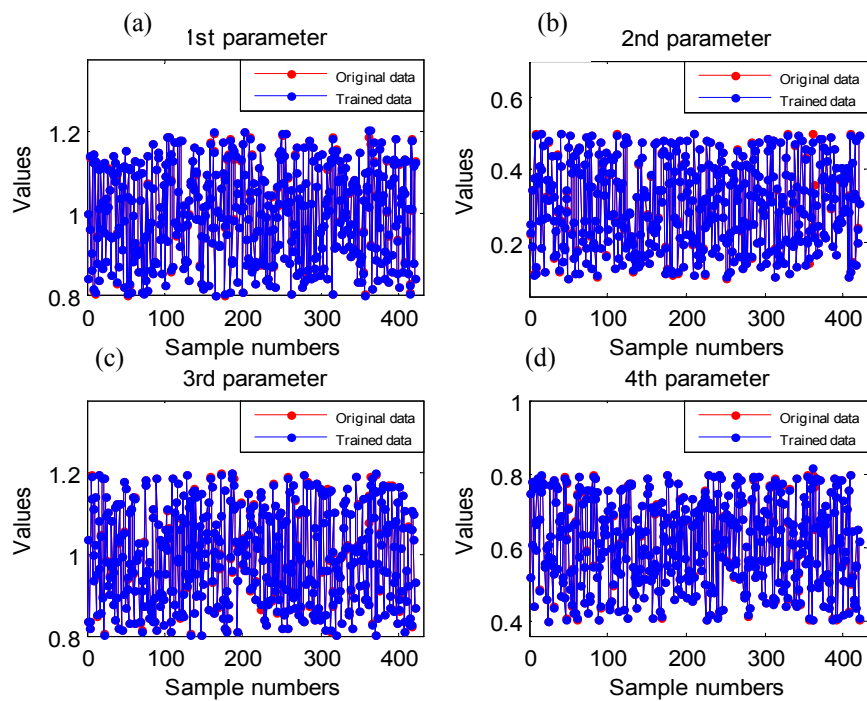 (a)
1st parameter
Original data
Trained data
Values
1.2
1
0.8
0 100 200 300 400
Sample numbers
(b)
2nd parameter
Original data
Trained data
Values
0.6
0.4
0.2
0 100 200 300 400
Sample numbers
(c)
3rd parameter
Original data
Trained data
Values
1.2
1
0.8
0 100 200 300 400
Sample numbers
(d)
4th parameter
Original data
Trained data
Values
1
0.8
0.6
0.4
0 100 200 300 400
Sample numbers